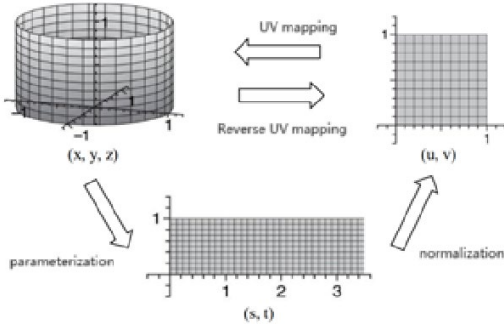 UV mapping
Reverse UV mapping
1
-1
-1
1
(x, y, z)
1
1
(u, v)
parameterization
1
1
2
3
(s, t)
normalization